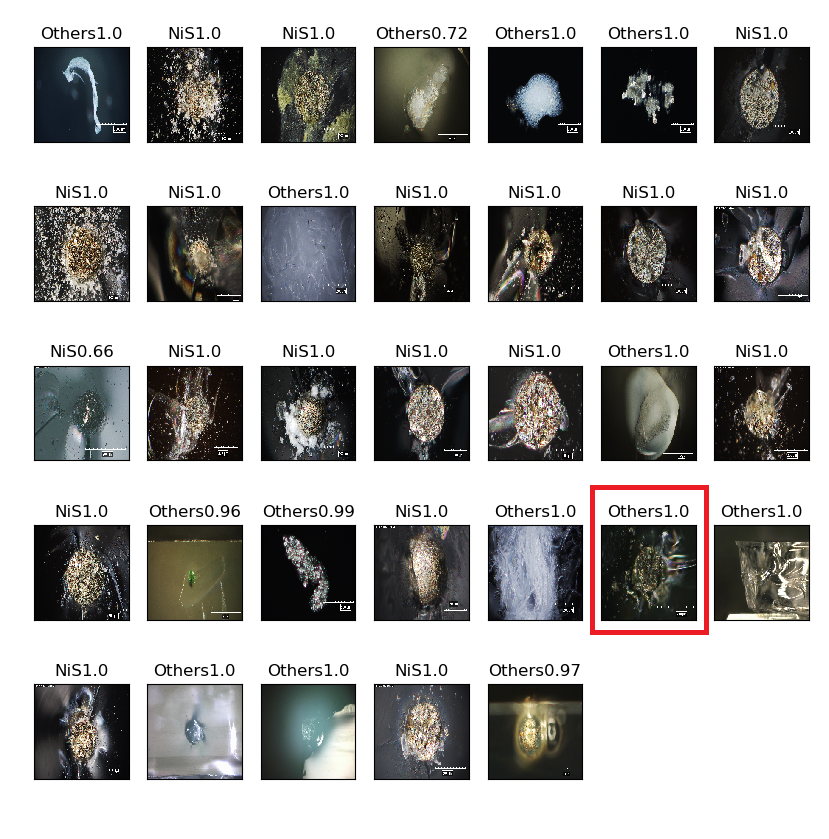 Others1.0 NiS1.0 NiS1.0 Others0.72 Others1.0 Others1.0 NiS1.0
NiS1.0 NiS1.0 Others1.0 NiS1.0 NiS1.0 NiS1.0 NiS1.0
NiS0.66 NiS1.0 NiS1.0 NiS1.0 NiS1.0 Others1.0 NiS1.0
NiS1.0 Others0.96 Others0.99 NiS1.0 Others1.0 Others1.0 Others1.0
NiS1.0 Others1.0 Others1.0 NiS1.0 Others0.97